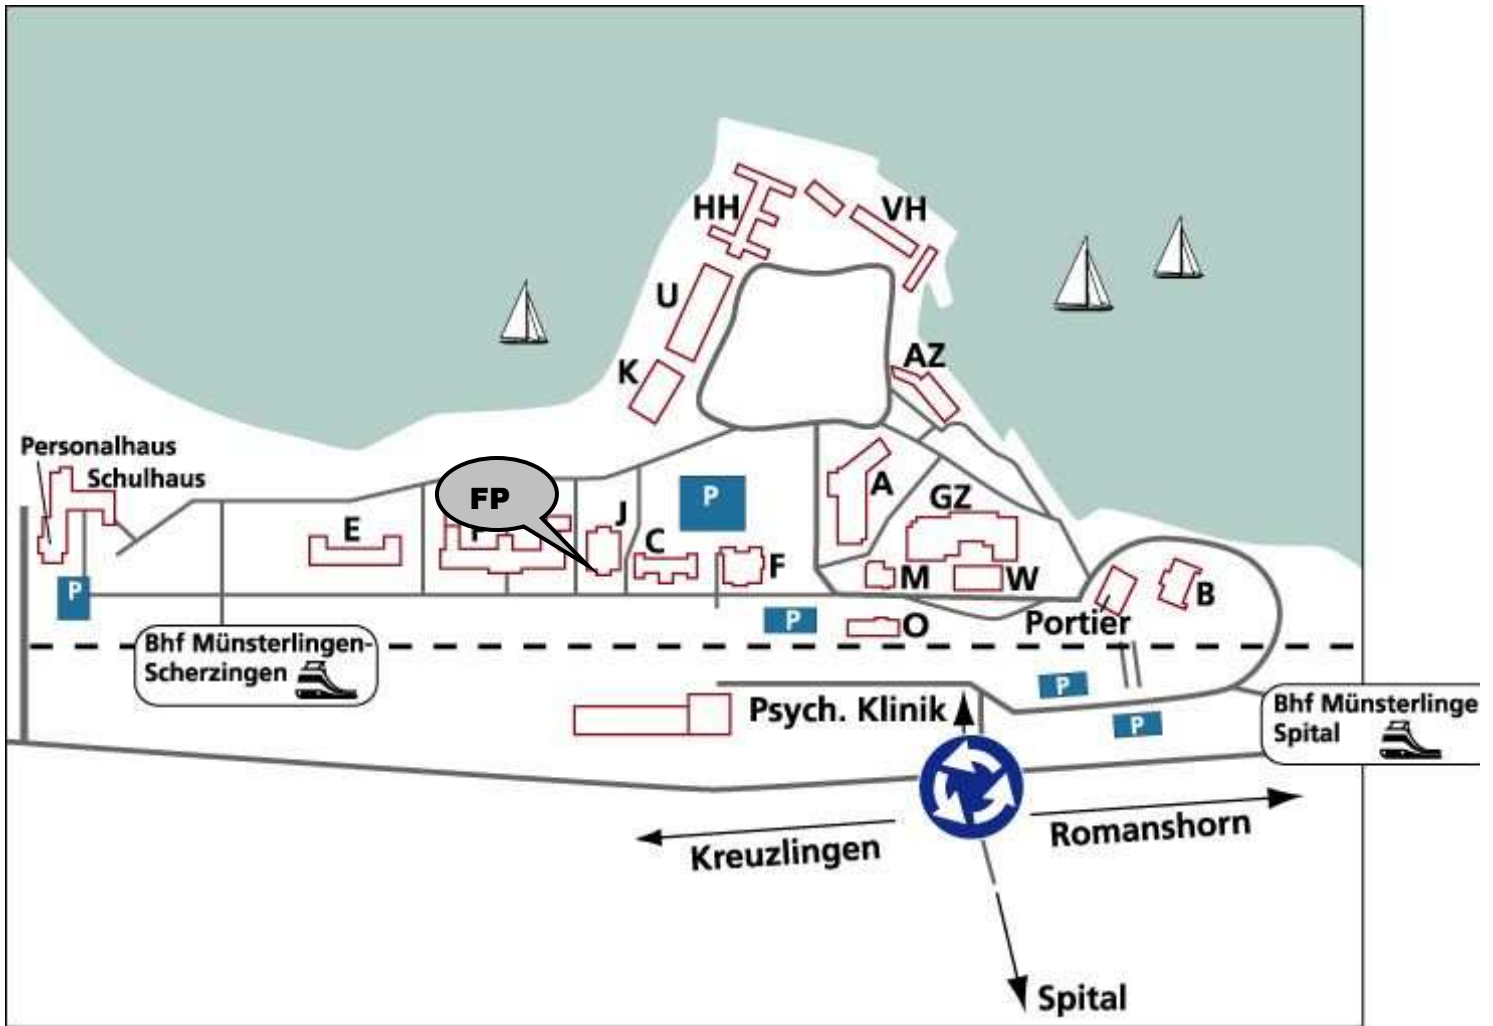 HH
VH
U
K
AZ
Personalhaus
Schulhaus
FP
E
J
C
P
F
A
GZ
M
W
P
O
P
Portier
B
Bhf Münsterlingen-
Scherzingen
P
P
Psych. Klinik
Bhf Münsterlinge
Spital
Kreuzlingen
Romanshorn
Spital